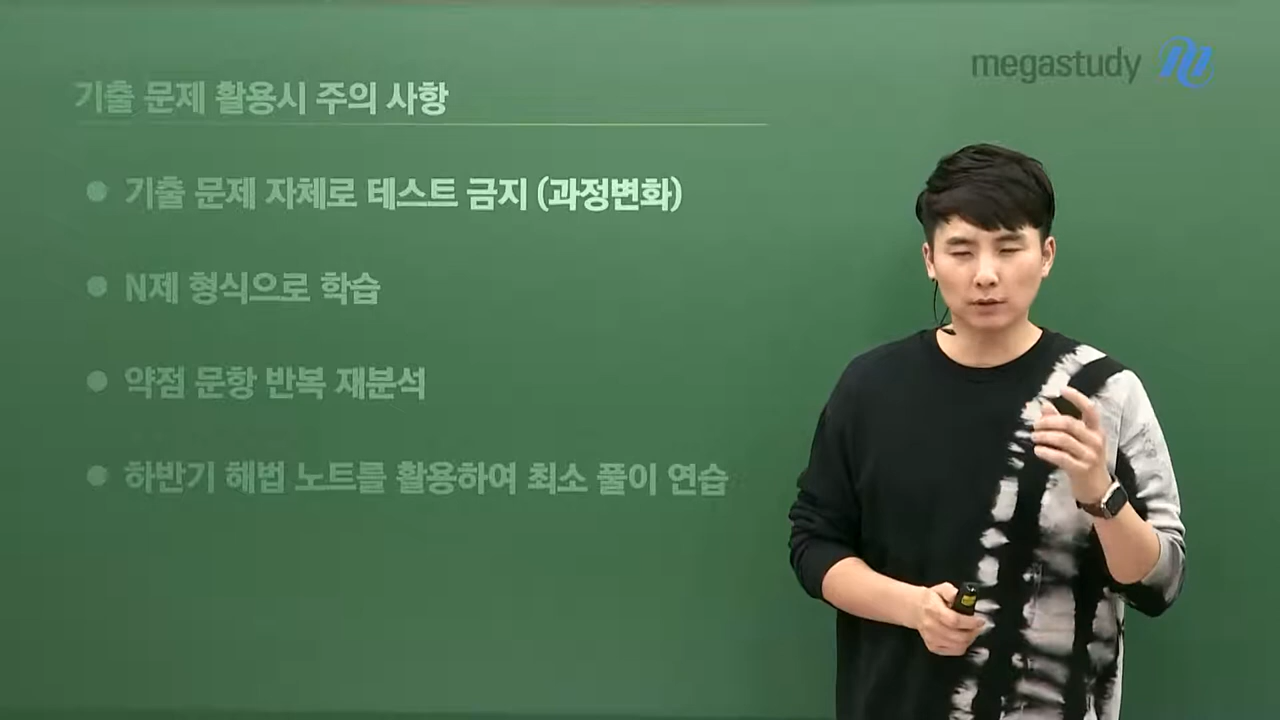 megastudy
기출 문제 활용시 주의 사항
기출 문제 자체로 테스트 금지 (과정변화)
N제 형식으로 학습
약점 문항 반복 재분석
하반기 해법 노트를 활용하여 최소 풀이 연습